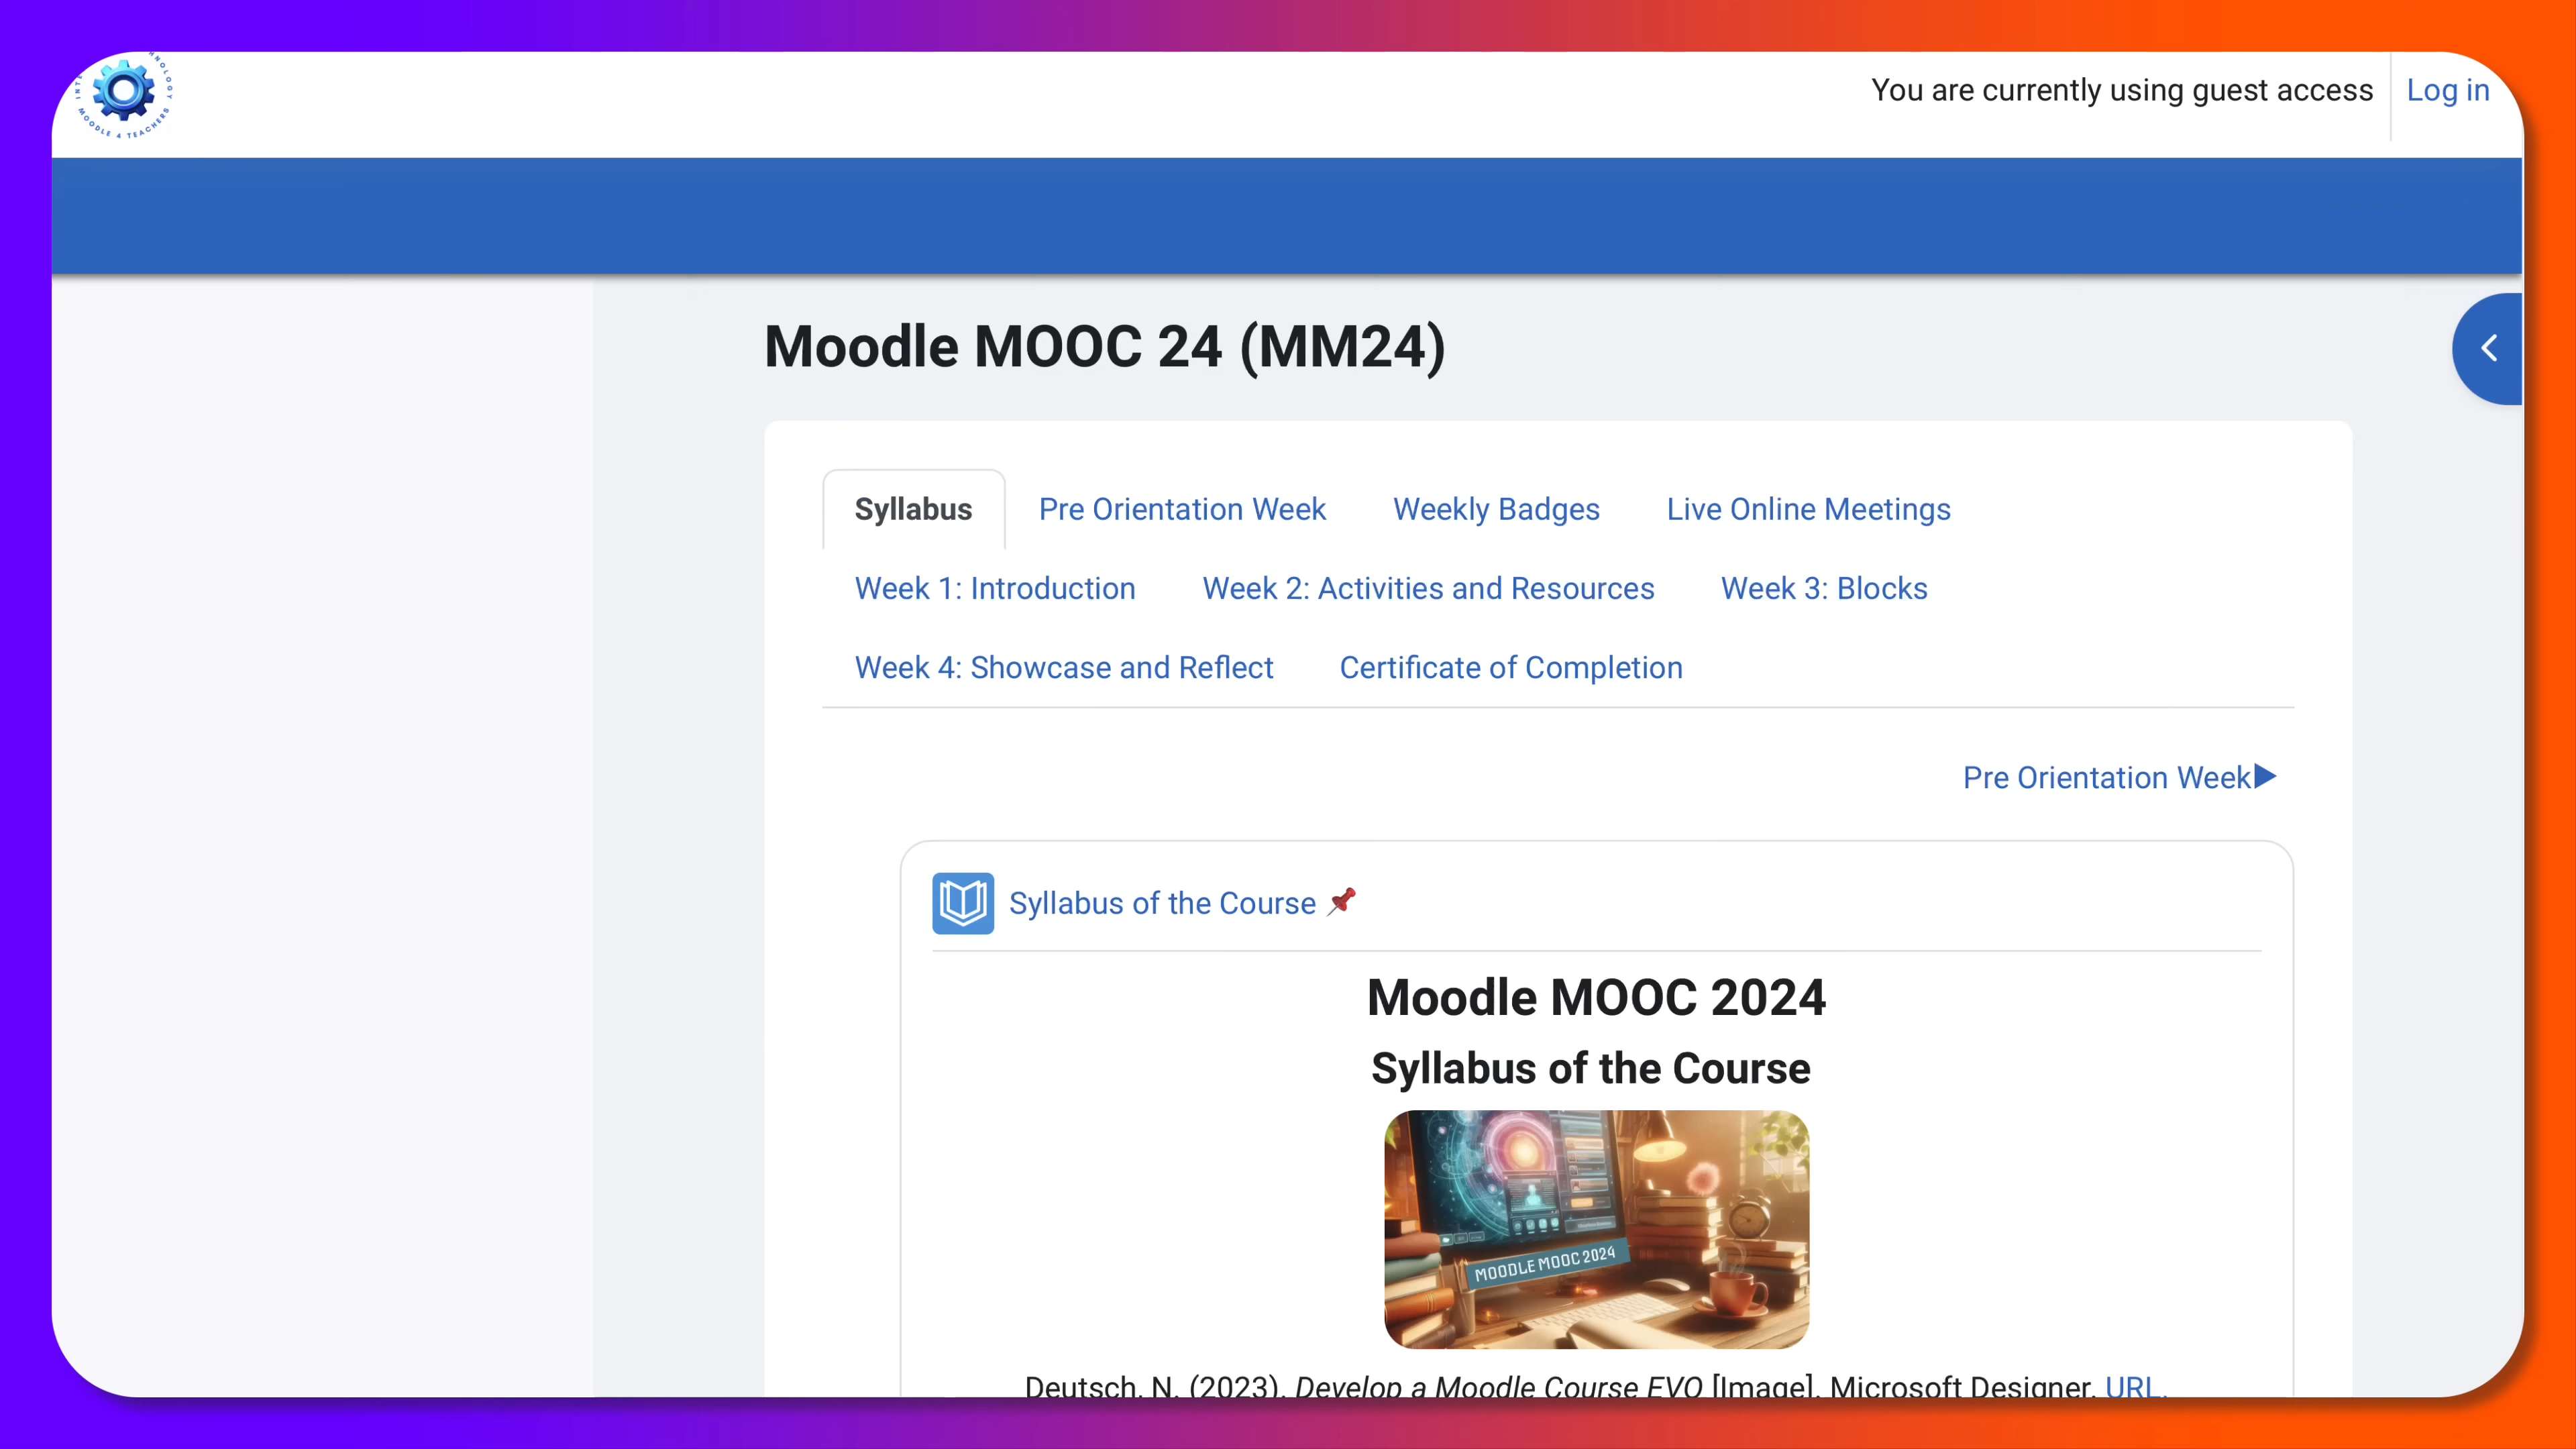 MOODLE 4 TEACHERS
You are currently using guest access
Log in
Moodle MOOC 24 (MM24)
Syllabus
Pre Orientation Week
Weekly Badges
Live Online Meetings
Week 1: Introduction
Week 2: Activities and Resources
Week 3: Blocks
Week 4: Showcase and Reflect
Certificate of Completion
Pre Orientation Week
Syllabus of the Course
Moodle MOOC 2024
Syllabus of the Course
MOODLE MOOC 2024
Deutsch, N. (2023). Develop a Moodle Course EVO [Image]. Microsoft Designer. URL.